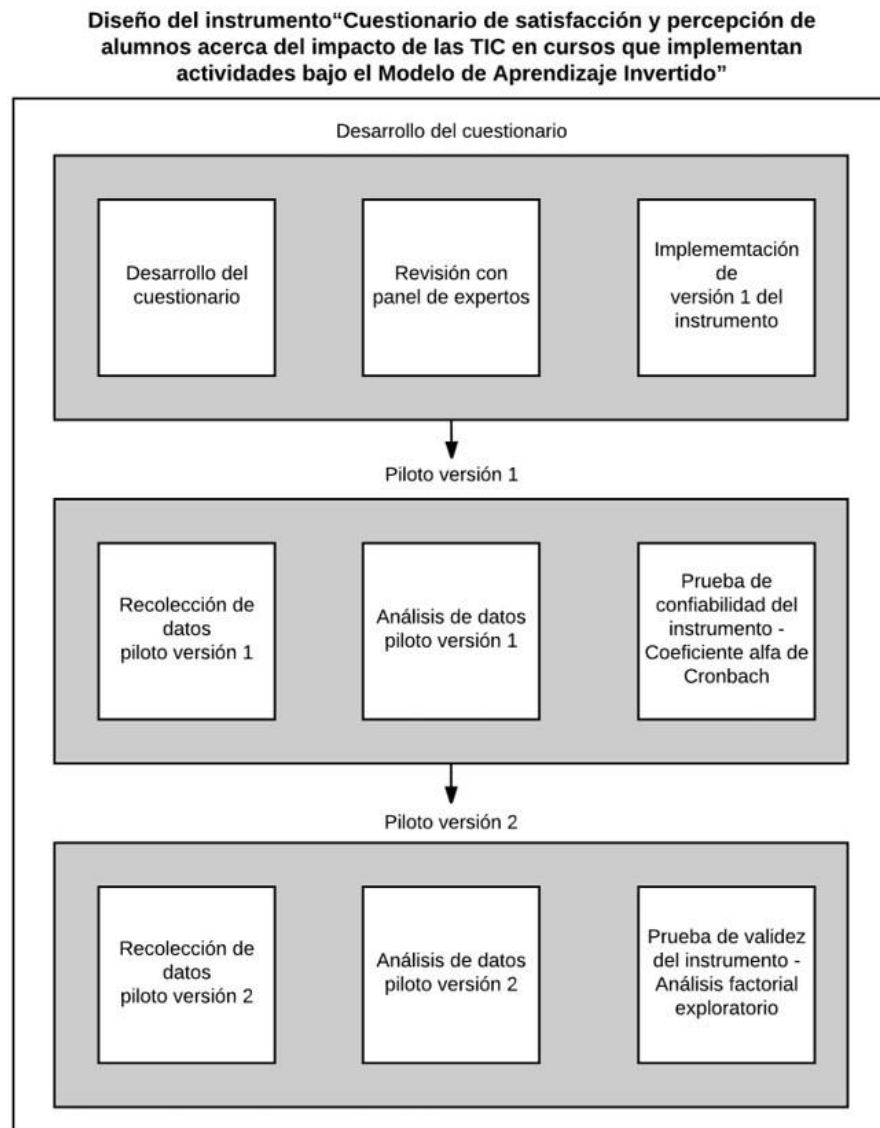 Diseño del instrumento“Cuestionario de satisfacción y percepción de
alumnos acerca del impacto de las TIC en cursos que implementan
actividades bajo el Modelo de Aprendizaje Invertido”
Desarrollo del cuestionario
Desarrollo del
cuestionario
Revisión con
panel de expertos
Implememtación
de
versión 1 del
instrumento
Piloto versión 1
Recolección de
datos
piloto versión 1
Análisis de datos
piloto versión 1
Prueba de
confiabilidad del
instrumento -
Coeficiente alfa de
Cronbach
Piloto versión 2
Recolección de
datos
piloto versión 2
Análisis de datos
piloto versión 2
Prueba de validez
del instrumento -
Análisis factorial
exploratorio